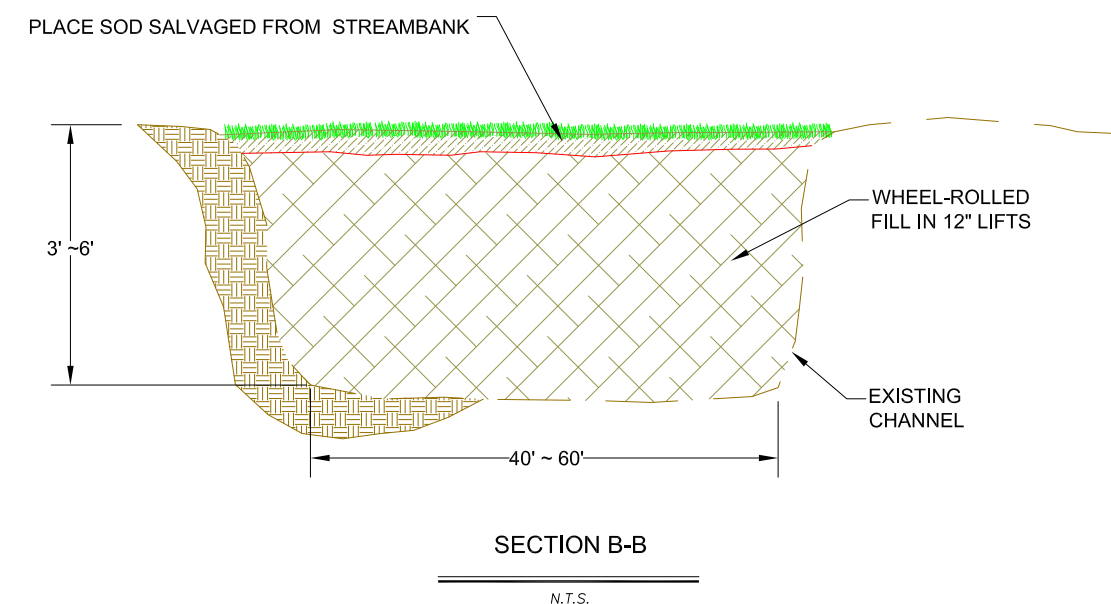 PLACE SOD SALVAGED FROM STREAMBANK
3' ~6'
WHEEL-ROLLED
FILL IN 12" LIFTS
EXISTING
CHANNEL
40' ~ 60'
SECTION B-B
N.T.S.